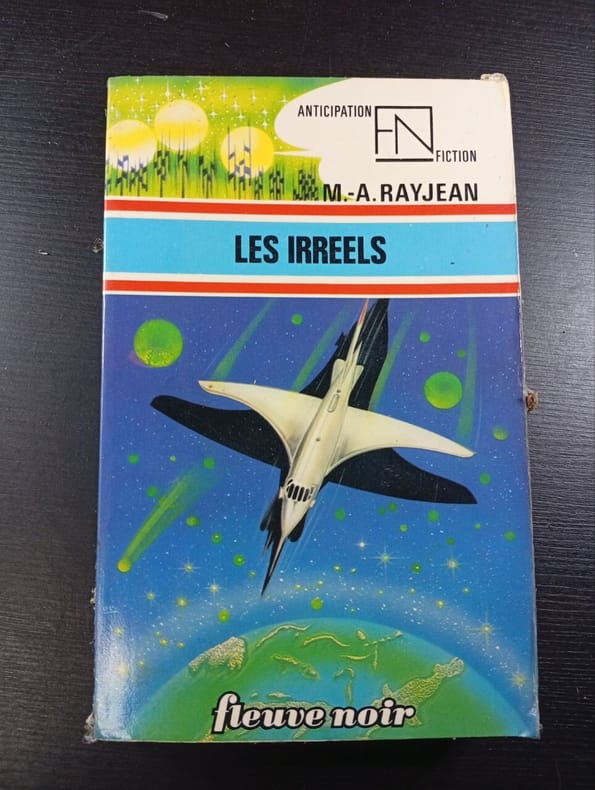 ANTICIPATION
FN
FICTION
M.-A. RAYJEAN
LES IRREELS
fleuve noir